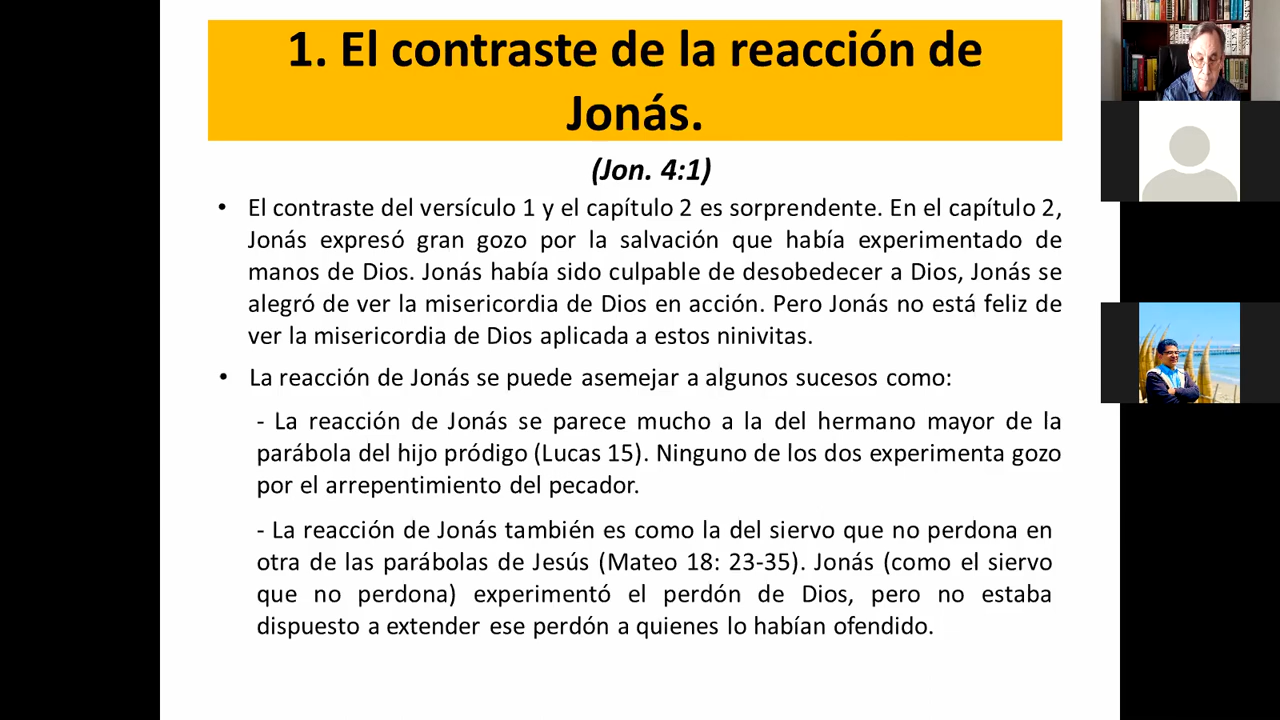 1. El contraste de la reacción de
Jonás.
(Jon. 4:1)
• El contraste del versículo 1 y el capítulo 2 es sorprendente. En el capítulo 2,
Jonás expresó gran gozo por la salvación que había experimentado de
manos de Dios. Jonás había sido culpable de desobedecer a Dios, Jonás se
alegró de ver la misericordia de Dios en acción. Pero Jonás no está feliz de
ver la misericordia de Dios aplicada a estos ninivitas.
• La reacción de Jonás se puede asemejar a algunos sucesos como:
- La reacción de Jonás se parece mucho a la del hermano mayor de la
parábola del hijo pródigo (Lucas 15). Ninguno de los dos experimenta gozo
por el arrepentimiento del pecador.
- La reacción de Jonás también es como la del siervo que no perdona en
otra de las parábolas de Jesús (Mateo 18: 23-35). Jonás (como el siervo
que no perdona) experimentó el perdón de Dios, pero no estaba
dispuesto a extender ese perdón a quienes lo habían ofendido.